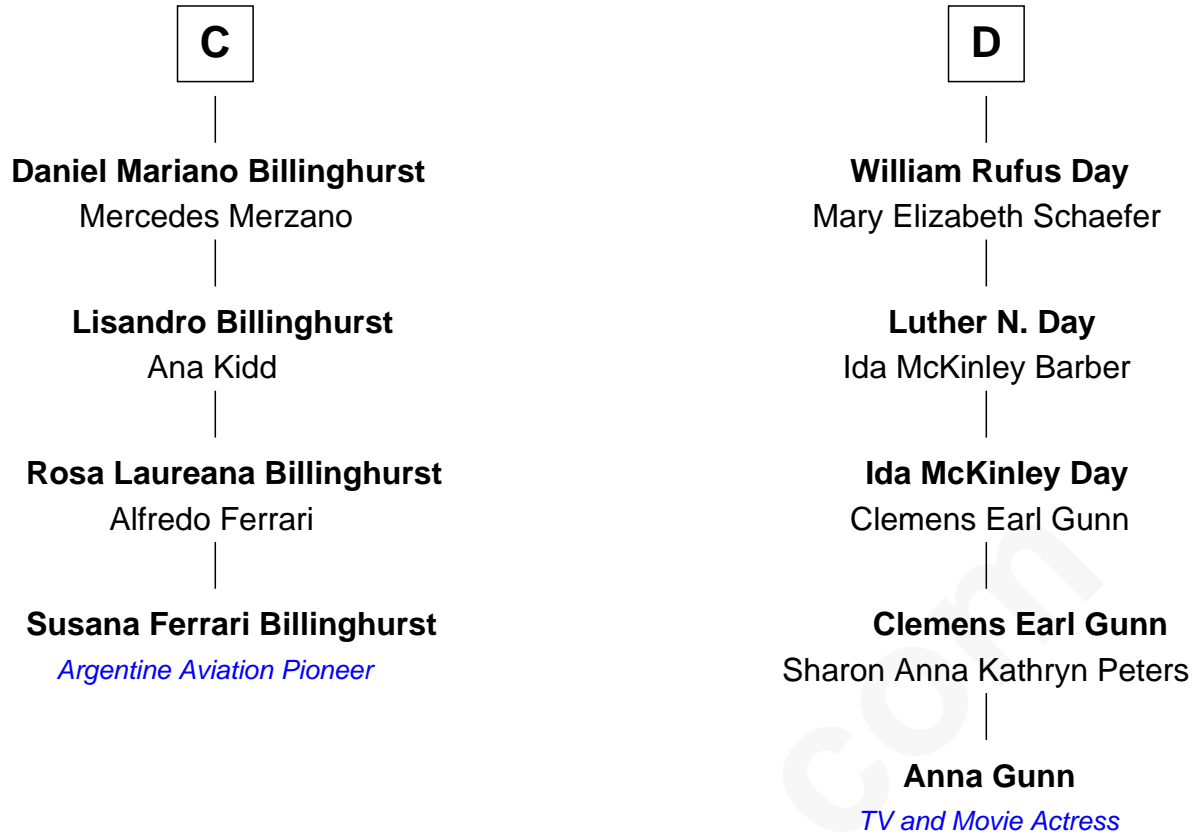 C
Daniel Mariano Billinghurst
Mercedes Merzano
Lisandro Billinghurst
Ana Kidd
Rosa Laureana Billinghurst
Alfredo Ferrari
Susana Ferrari Billinghurst
Argentine Aviation Pioneer
D
William Rufus Day
Mary Elizabeth Schaefer
Luther N. Day
Ida McKinley Barber
Ida McKinley Day
Clemens Earl Gunn
Clemens Earl Gunn
Sharon Anna Kathryn Peters
Anna Gunn
TV and Movie Actress
com